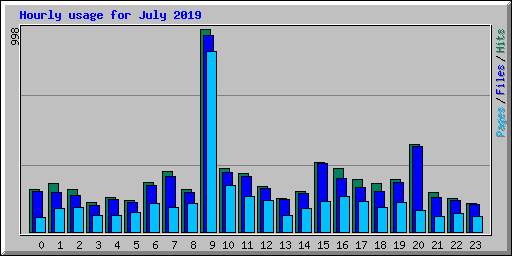 Hourly usage for July 2019
998
Pages / Files / Hits
0 1 2 3 4 5 6 7 8 9 10 11 12 13 14 15 16 17 18 19 20 21 22 23